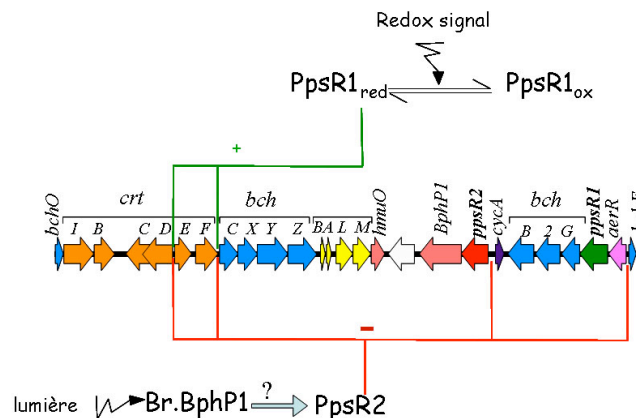 Redox signal
PpsR1red PpsR1ox
+
bchO crt bch hmuO BphP1 ppsR2 cycA bch ppsR1 aerR
I B C D E F C X Y Z BA L M B 2 G
-
lumière Br.BphP1 ? PpsR2